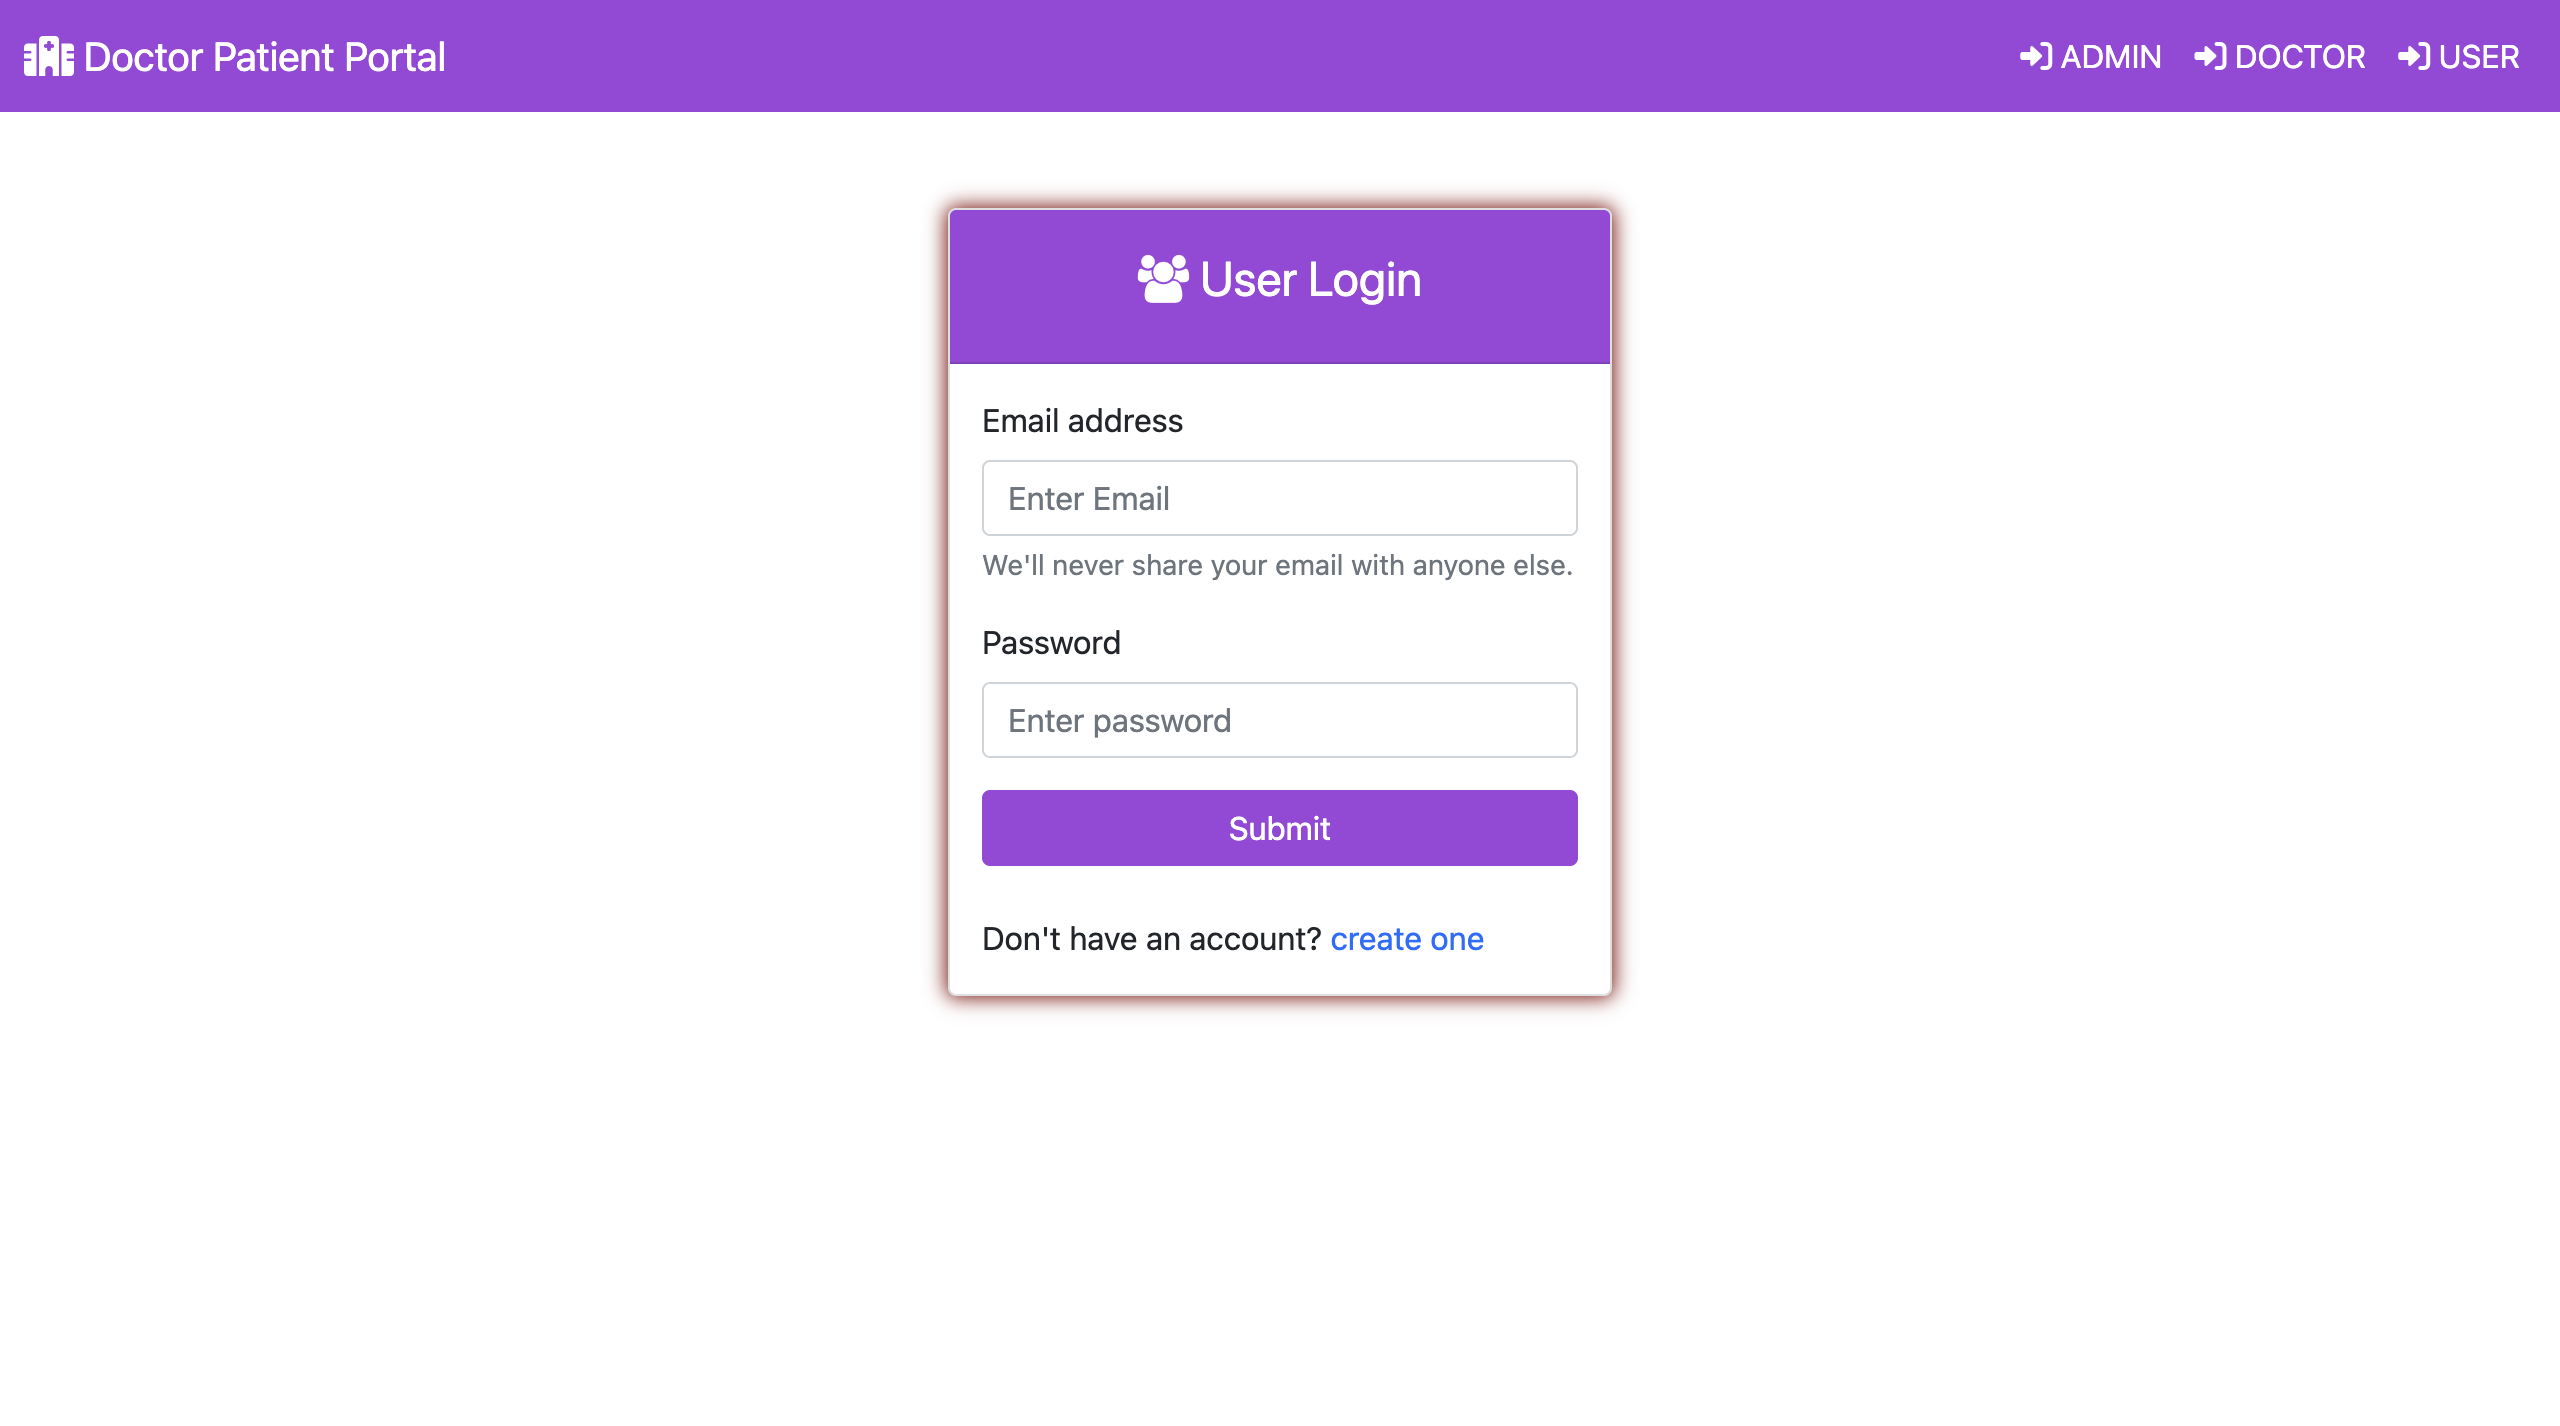 Doctor Patient Portal
ADMIN DOCTOR USER
User Login
Email address
Enter Email
We'll never share your email with anyone else.
Password
Enter password
Submit
Don't have an account? create one